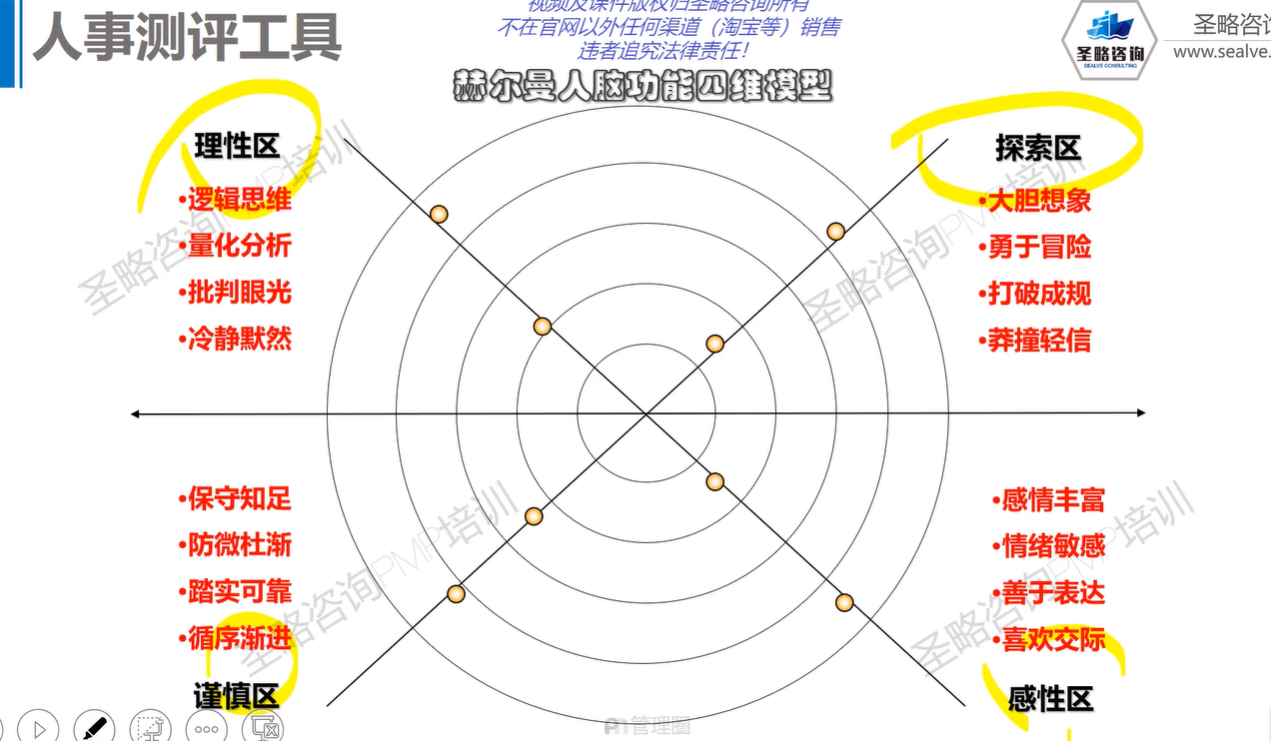 人事测评工具
视频及课件版权归圣略咨询所有
不在官网以外任何渠道（淘宝等）销售
违者追究法律责任!
圣略咨询
SEALVE CONSULTING
圣略咨
www.sealve.
赫尔曼人脑功能四维模型
理性区
•逻辑思维
•量化分析
•批判眼光
•冷静默然
探索区
•大胆想象
•勇于冒险
•打破成规
•莽撞轻信
•保守知足
•防微杜渐
•踏实可靠
•循序渐进
谨慎区
•感情丰富
•情绪敏感
•善于表达
•喜欢交际
感性区
圣略咨询PMP培训
圣略咨询PMP培训
圣略咨询PMP培训
圣略咨询PMP培训
管理圈